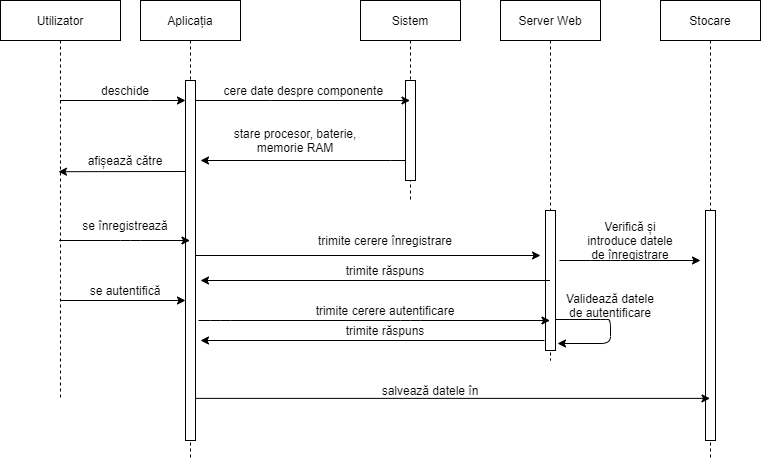 Utilizator
Aplicația
Sistem
Server Web
Stocare
deschide
cere date despre componente
stare procesor, baterie,
memorie RAM
afișează către
se înregistrează
trimite cerere înregistrare
Verifică și
introduce datele
de înregistrare
trimite răspuns
se autentifică
trimite cerere autentificare
Validează datele
de autentificare
trimite răspuns
salvează datele în